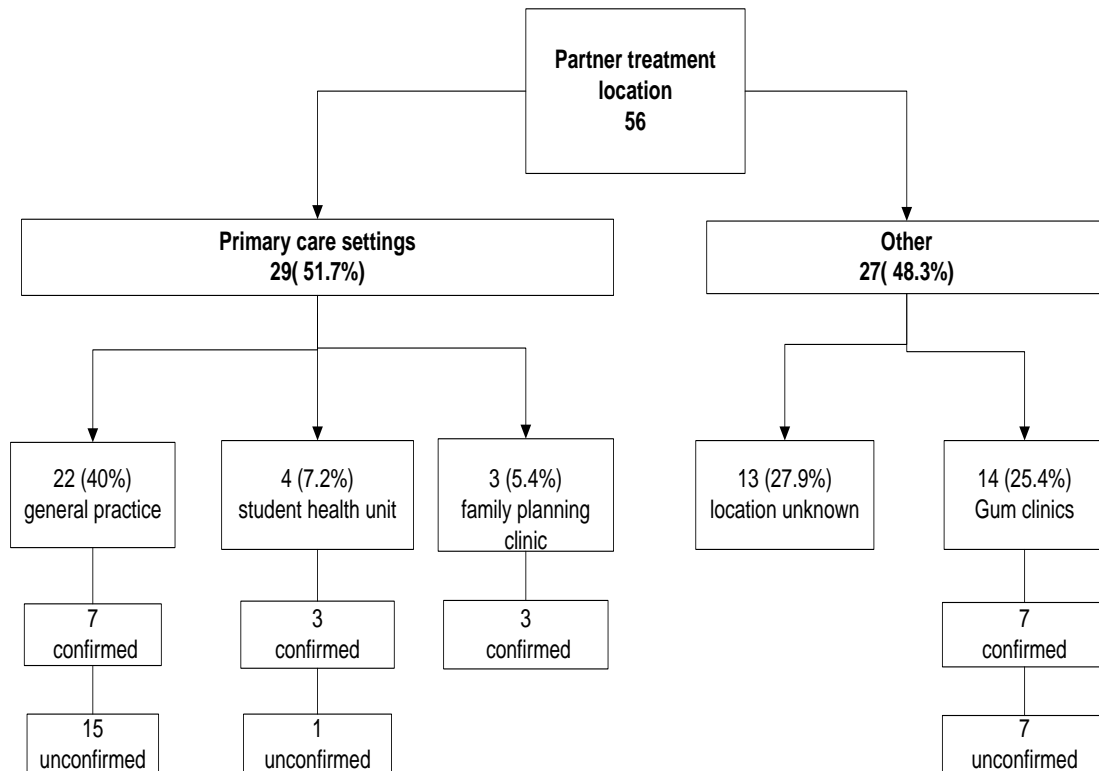 Partner treatment
location
56
Primary care settings
29( 51.7%)
Other
27( 48.3%)
22 (40%)
general practice
4 (7.2%)
student health unit
3 (5.4%)
family planning
clinic
13 (27.9%)
location unknown
14 (25.4%)
Gum clinics
7
confirmed
3
confirmed
3
confirmed
7
confirmed
15
unconfirmed
1
unconfirmed
7
unconfirmed